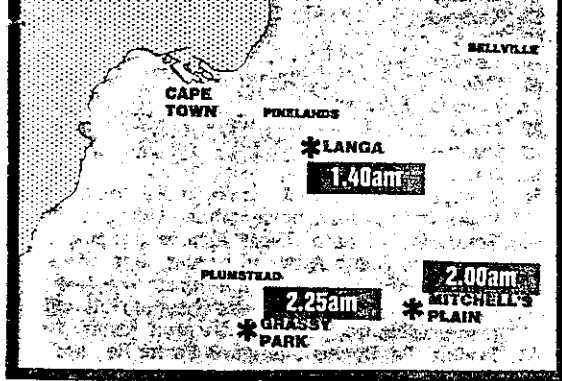 BELLVILLE
CAPE
TOWN
PINELANDS
LANGA
1.40am
PLUMSTEAD
2.00am
MITCHELL'S
PLAIN
2.25am
GRASSY
PARK